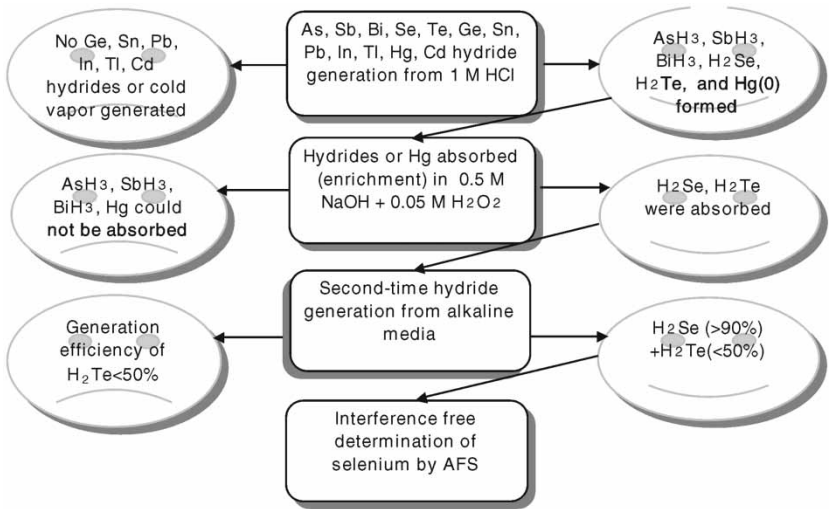 No Ge, Sn, Pb,
In, Tl, Cd
hydrides or cold
vapor generated
As, Sb, Bi, Se, Te, Ge, Sn,
Pb, In, Tl, Hg, Cd hydride
generation from 1 M HCl
AsH3, SbH3,
BiH3, H2Se,
H2Te, and Hg(0)
formed
AsH3, SbH3,
BiH3, Hg could
not be absorbed
Hydrides or Hg absorbed
(enrichment) in 0.5 M
NaOH + 0.05 M H2O2
H2Se, H2Te
were absorbed
Generation
efficiency of
H₂Te<50%
Second-time hydride
generation from alkaline
media
H2Se (>90%)
+H2Te(<50%)
Interference free
determination of
selenium by AFS